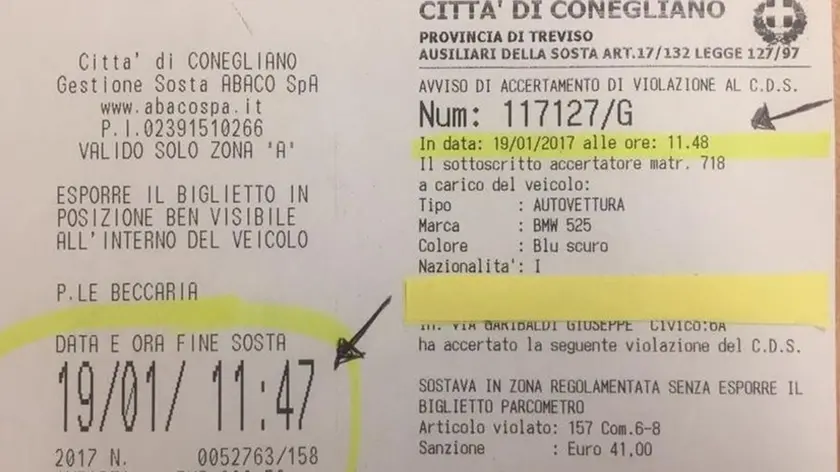 Citta' di CONEGLIANO
Gestione Sosta ABACO SpA
www.abacospa.it
P.I.02391510266
VALIDO SOLO ZONA 'A'
ESPORRE IL BIGLIETTO IN
POSIZIONE BEN VISIBILE
ALL'INTERNO DEL VEICOLO
P.LE BECCARIA
DATA E ORA FINE SOSTA
19/01/ 11:47
2017 N. 0052763/158
CITTA' DI CONEGLIANO
PROVINCIA DI TREVISO
AUSILIARI DELLA SOSTA ART.17/132 LEGGE 127/97
AVVISO DI ACCERTAMENTO DI VIOLAZIONE AL C.D.S.
Num: 117127/G
In data: 19/01/2017 alle ore: 11.48
Il sottoscritto accertatore matr. 718
a carico del veicolo:
Tipo : AUTOVETTURA
Marca : BMW 525
Colore : Blu scuro
Nazionalita': I
In: VIA GARIBALDI GIUSEPPE Civico:6A
ha accertato la seguente violazione del C.D.S.
SOSTAVA IN ZONA REGOLAMENTATA SENZA ESPORRE IL
BIGLIETTO PARCOMETRO
Articolo violato: 157 Com.6-8
Sanzione : Euro 41,00